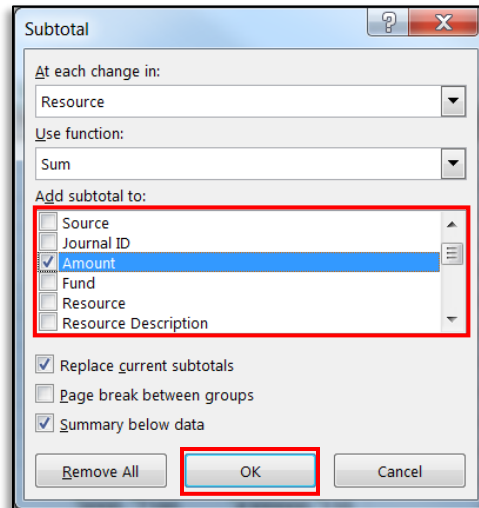 Subtotal
? X
At each change in:
Resource
Use function:
Sum
Add subtotal to:
Source
Journal ID
Amount
Fund
Resource
Resource Description
Replace current subtotals
Page break between groups
Summary below data
Remove All OK Cancel